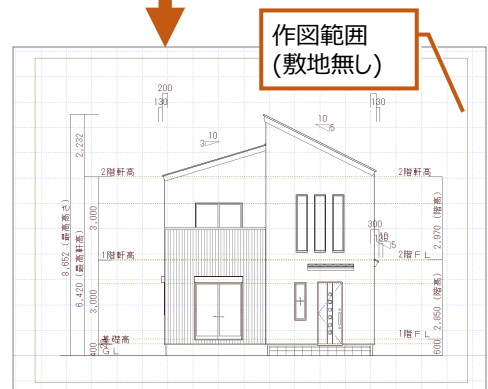 作図範囲
(敷地無し)
200
130
130
10
3
10
5
2,232
2階軒高
2階軒高
3,000
8,652 (最高高さ)
6,420 (最高軒高)
300
130
10
5
2,970 (階高)
1階軒高
2階ＦＬ
3,000
2,850 (階高)
基礎高
1階ＦＬ
400
ＧＬ
600